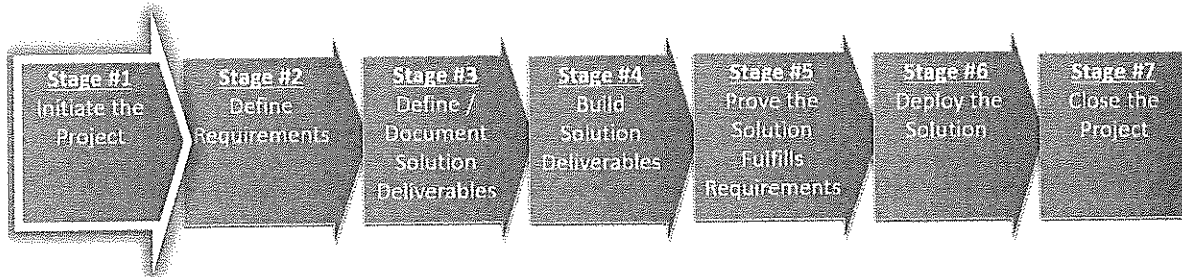 Stage #1
Initiate the
Project
Stage #2
Define
Requirements
Stage #3
Define /
Document
Solution
Deliverables
Stage #4
Build
Solution
Deliverables
Stage #5
Prove the
Solution
Fulfills
Requirements
Stage #6
Deploy the
Solution
Stage #7
Close the
Project